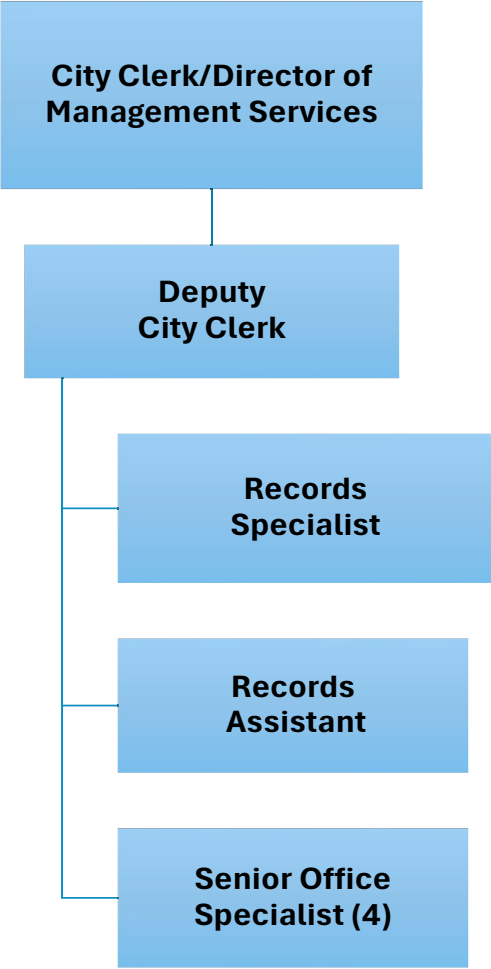 City Clerk/Director of
Management Services
Deputy
City Clerk
Records
Specialist
Records
Assistant
Senior Office
Specialist (4)